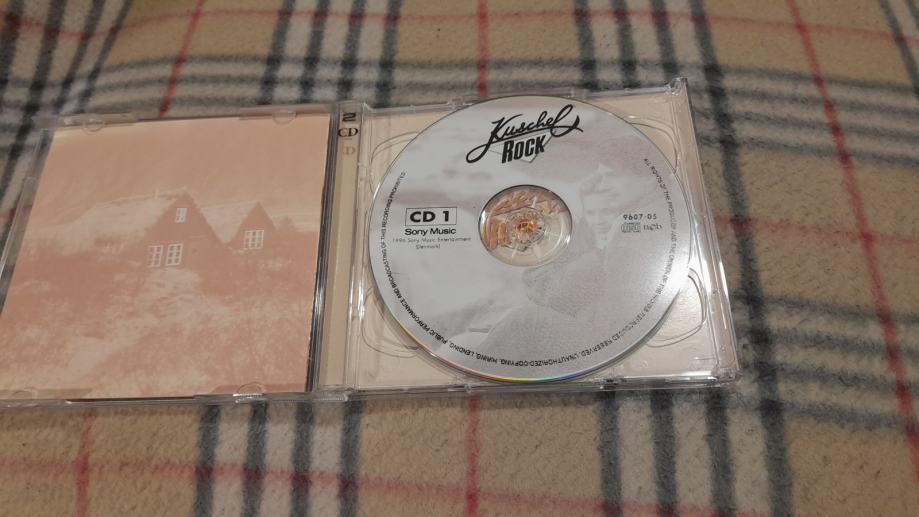 2
CD
Kuschel
ROCK
CD 1
Sony Music
1996 Sony Music Entertainment
(Denmark)
9607-05
n©b
ALL RIGHTS OF THE PRODUCER AND THE OWNER OF THE WORK REPRODUCED RESERVED. UNAUTHORIZED COPYING, HIRING, LENDING, PUBLIC PERFORMANCE AND BROADCASTING OF THIS RECORDING PROHIBITED